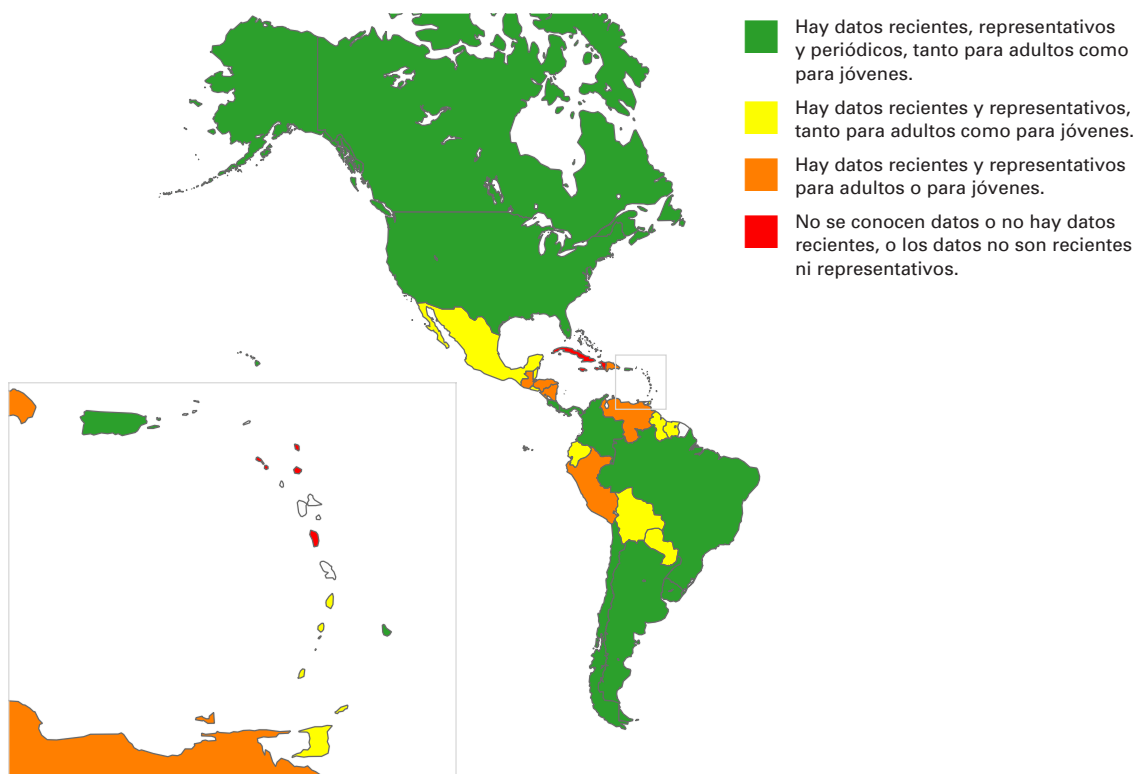 Hay datos recientes, representativos
y periódicos, tanto para adultos como
para jóvenes.
Hay datos recientes y representativos,
tanto para adultos como para jóvenes.
Hay datos recientes y representativos
para adultos o para jóvenes.
No se conocen datos o no hay datos
recientes, o los datos no son recientes
ni representativos.